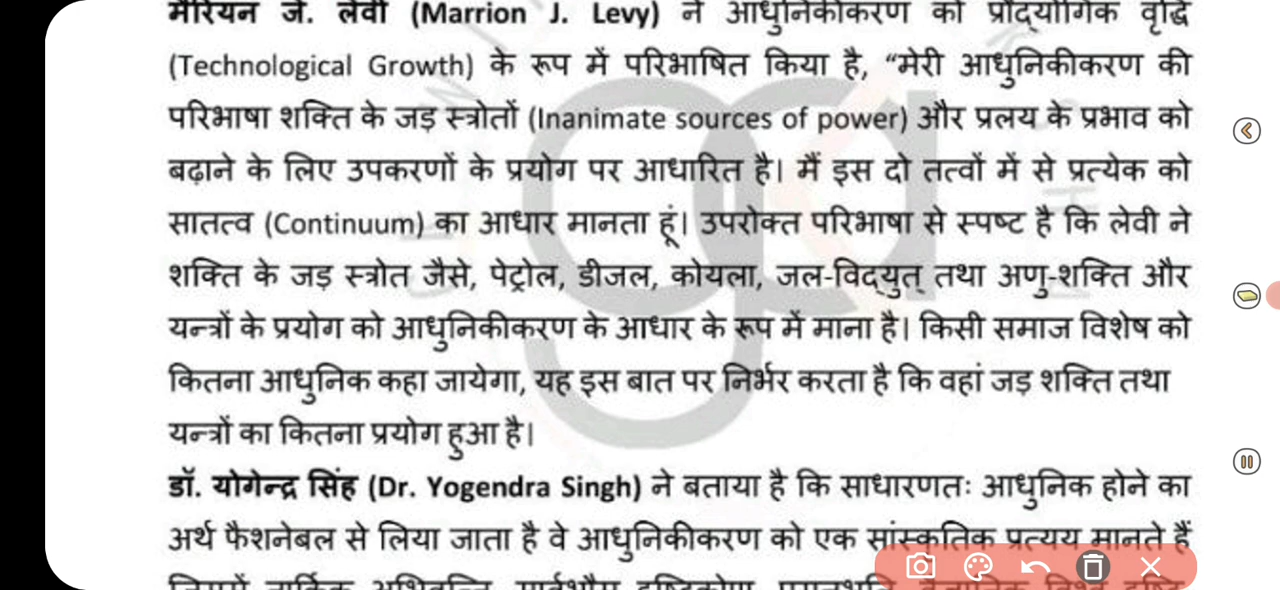 मैरियन जे. लेवी (Marrion J. Levy) ने आधुनिकीकरण को प्रौद्योगिक वृद्धि
(Technological Growth) के रूप में परिभाषित किया है, “मेरी आधुनिकीकरण की
परिभाषा शक्ति के जड़ स्त्रोतों (Inanimate sources of power) और प्रलय के प्रभाव को
बढ़ाने के लिए उपकरणों के प्रयोग पर आधारित है। मैं इस दो तत्वों में से प्रत्येक को
सातत्व (Continuum) का आधार मानता हूं। उपरोक्त परिभाषा से स्पष्ट है कि लेवी ने
शक्ति के जड़ स्त्रोत जैसे, पेट्रोल, डीजल, कोयला, जल-विद्युत् तथा अणु-शक्ति और
यन्त्रों के प्रयोग को आधुनिकीकरण के आधार के रूप में माना है। किसी समाज विशेष को
कितना आधुनिक कहा जायेगा, यह इस बात पर निर्भर करता है कि वहां जड़ शक्ति तथा
यन्त्रों का कितना प्रयोग हुआ है।
डॉ. योगेन्द्र सिंह (Dr. Yogendra Singh) ने बताया है कि साधारणतः आधुनिक होने का
अर्थ फैशनेबल से लिया जाता है वे आधुनिकीकरण को एक सांस्कृतिक प्रत्यय मानते हैं